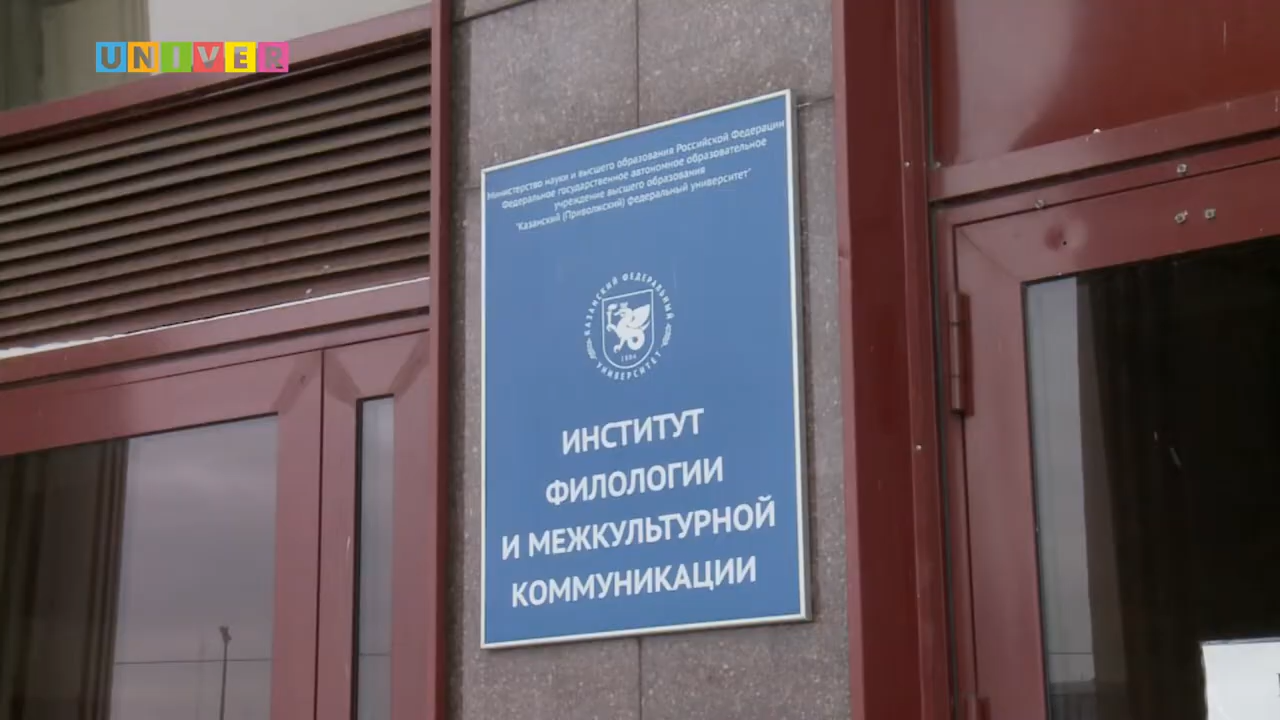 UNIVER
Министерство науки и высшего образования Российской Федерации
Федеральное государственное автономное образовательное
учреждение высшего образования
"Казанский (Приволжский) федеральный университет"
КАЗАНСКИЙ ФЕДЕРАЛЬНЫЙ
1804
УНИВЕРСИТЕТ
ИНСТИТУТ
ФИЛОЛОГИИ
И МЕЖКУЛЬТУРНОЙ
КОММУНИКАЦИИ